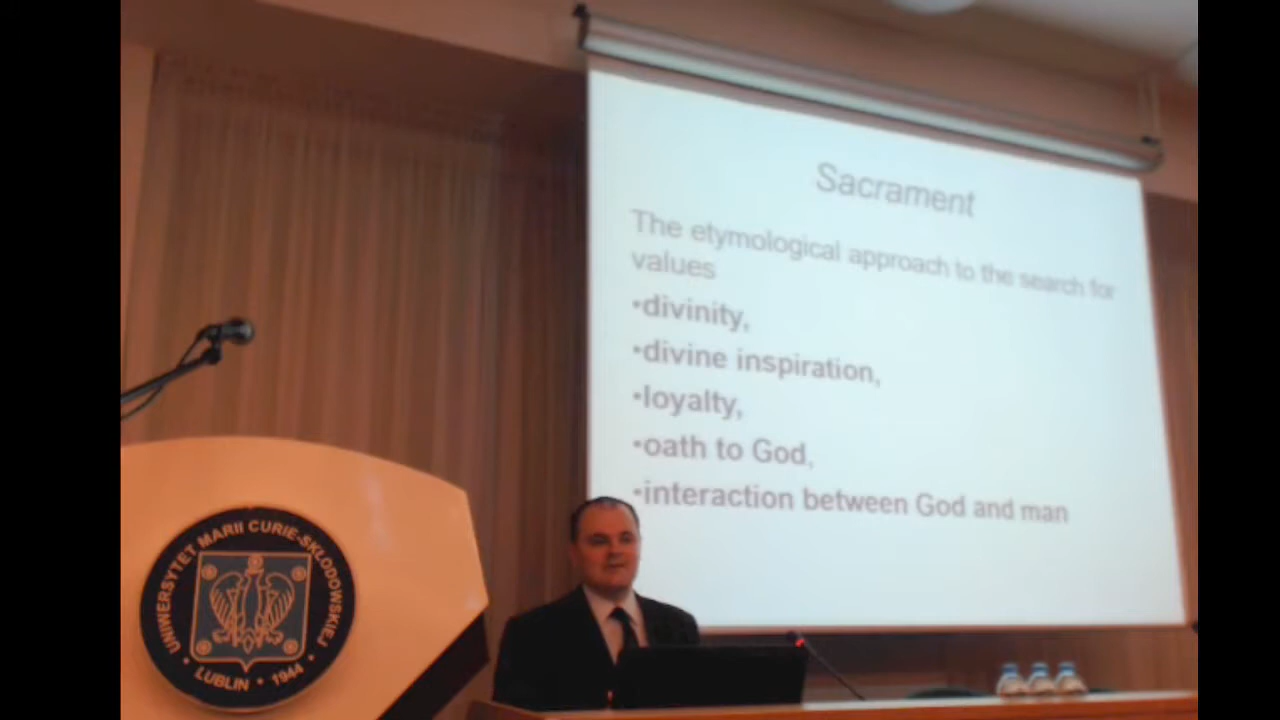 Sacrament
The etymological approach to the search for
values
•divinity,
•divine inspiration,
•loyalty,
•oath to God,
•interaction between God and man
UNIWERSYTET MARII CURIE-SKŁODOWSKIEJ
• LUBLIN • 1944 •